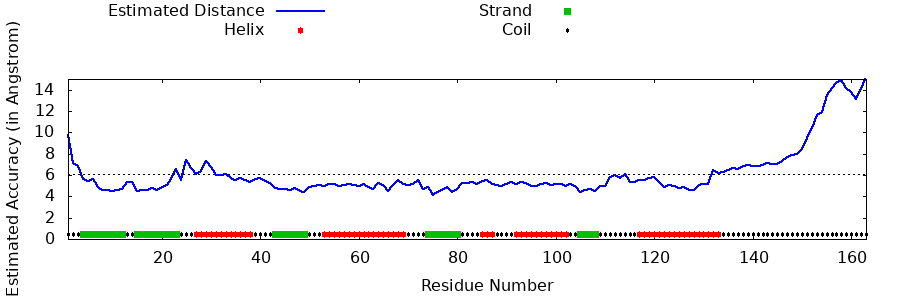 Estimated Distance
Strand
Helix
Coil
Estimated Accuracy (in Angstrom)
14
12
10
8
6
4
2
0
20
40
60
80
100
120
140
160
Residue Number